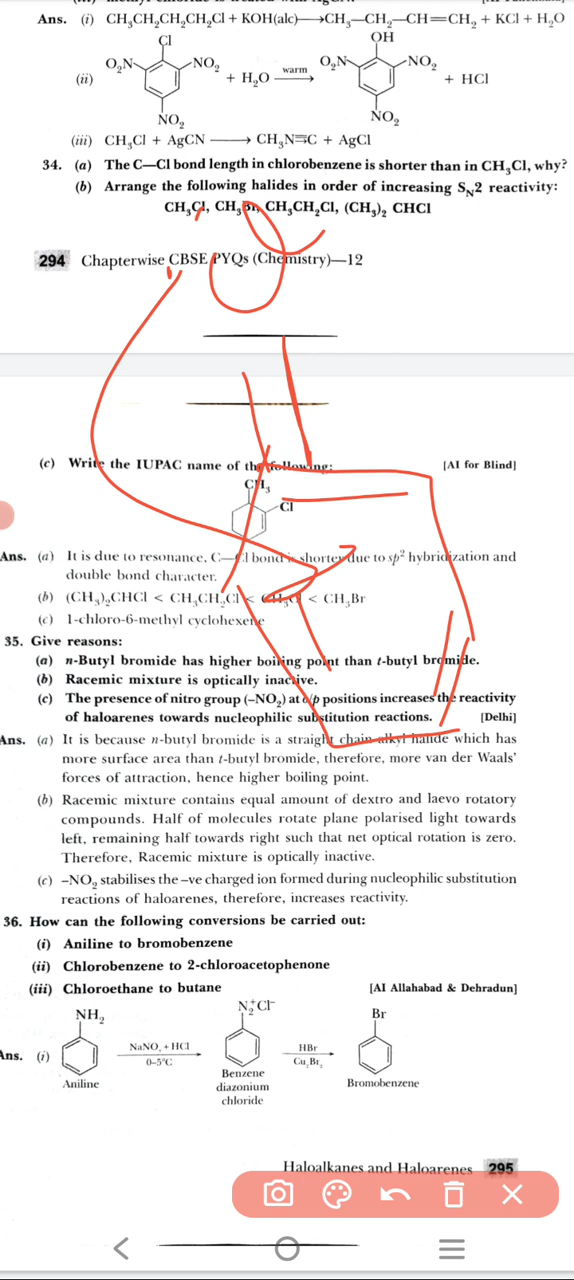 Ans. (i) CH₃CH₂CH₂CH₂Cl + KOH(alc)⟶CH₃—CH₂—CH═CH₂ + KCl + H₂O
Cl
OH
O₂N
NO₂
O₂N
NO₂
(ii)
+ H₂O
warm
+ HCl
NO₂
NO₂
(iii) CH₃Cl + AgCN ⟶ CH₃N≡C + AgCl
34. (a) The C—Cl bond length in chlorobenzene is shorter than in CH₃Cl, why?
(b) Arrange the following halides in order of increasing Sₙ2 reactivity:
CH₃Cl, CH₃Br, CH₃CH₂Cl, (CH₃)₂ CHCl
294 Chapterwise CBSE PYQs (Chemistry)—12
(c) Write the IUPAC name of the following: [AI for Blind]
CH₃
Cl
Ans. (a) It is due to resonance, C—Cl bond is shorter due to sp² hybridization and
double bond character.
(b) (CH₃)₂CHCl < CH₃CH₂Cl < CH₃Cl < CH₃Br
(c) 1-chloro-6-methyl cyclohexene
35. Give reasons:
(a) n-Butyl bromide has higher boiling point than t-butyl bromide.
(b) Racemic mixture is optically inactive.
(c) The presence of nitro group (–NO₂) at o/p positions increases the reactivity
of haloarenes towards nucleophilic substitution reactions. [Delhi]
Ans. (a) It is because n-butyl bromide is a straight chain alkyl halide which has
more surface area than t-butyl bromide, therefore, more van der Waals'
forces of attraction, hence higher boiling point.
(b) Racemic mixture contains equal amount of dextro and laevo rotatory
compounds. Half of molecules rotate plane polarised light towards
left, remaining half towards right such that net optical rotation is zero.
Therefore, Racemic mixture is optically inactive.
(c) –NO₂ stabilises the –ve charged ion formed during nucleophilic substitution
reactions of haloarenes, therefore, increases reactivity.
36. How can the following conversions be carried out:
(i) Aniline to bromobenzene
(ii) Chlorobenzene to 2-chloroacetophenone
(iii) Chloroethane to butane [AI Allahabad & Dehradun]
NH₂
N₂⁺Cl⁻
Br
Ans. (i)
NaNO₂ + HCl
0–5°C
HBr
Cu₂Br₂
Aniline
Benzene
diazonium
chloride
Bromobenzene
Haloalkanes and Haloarenes 295